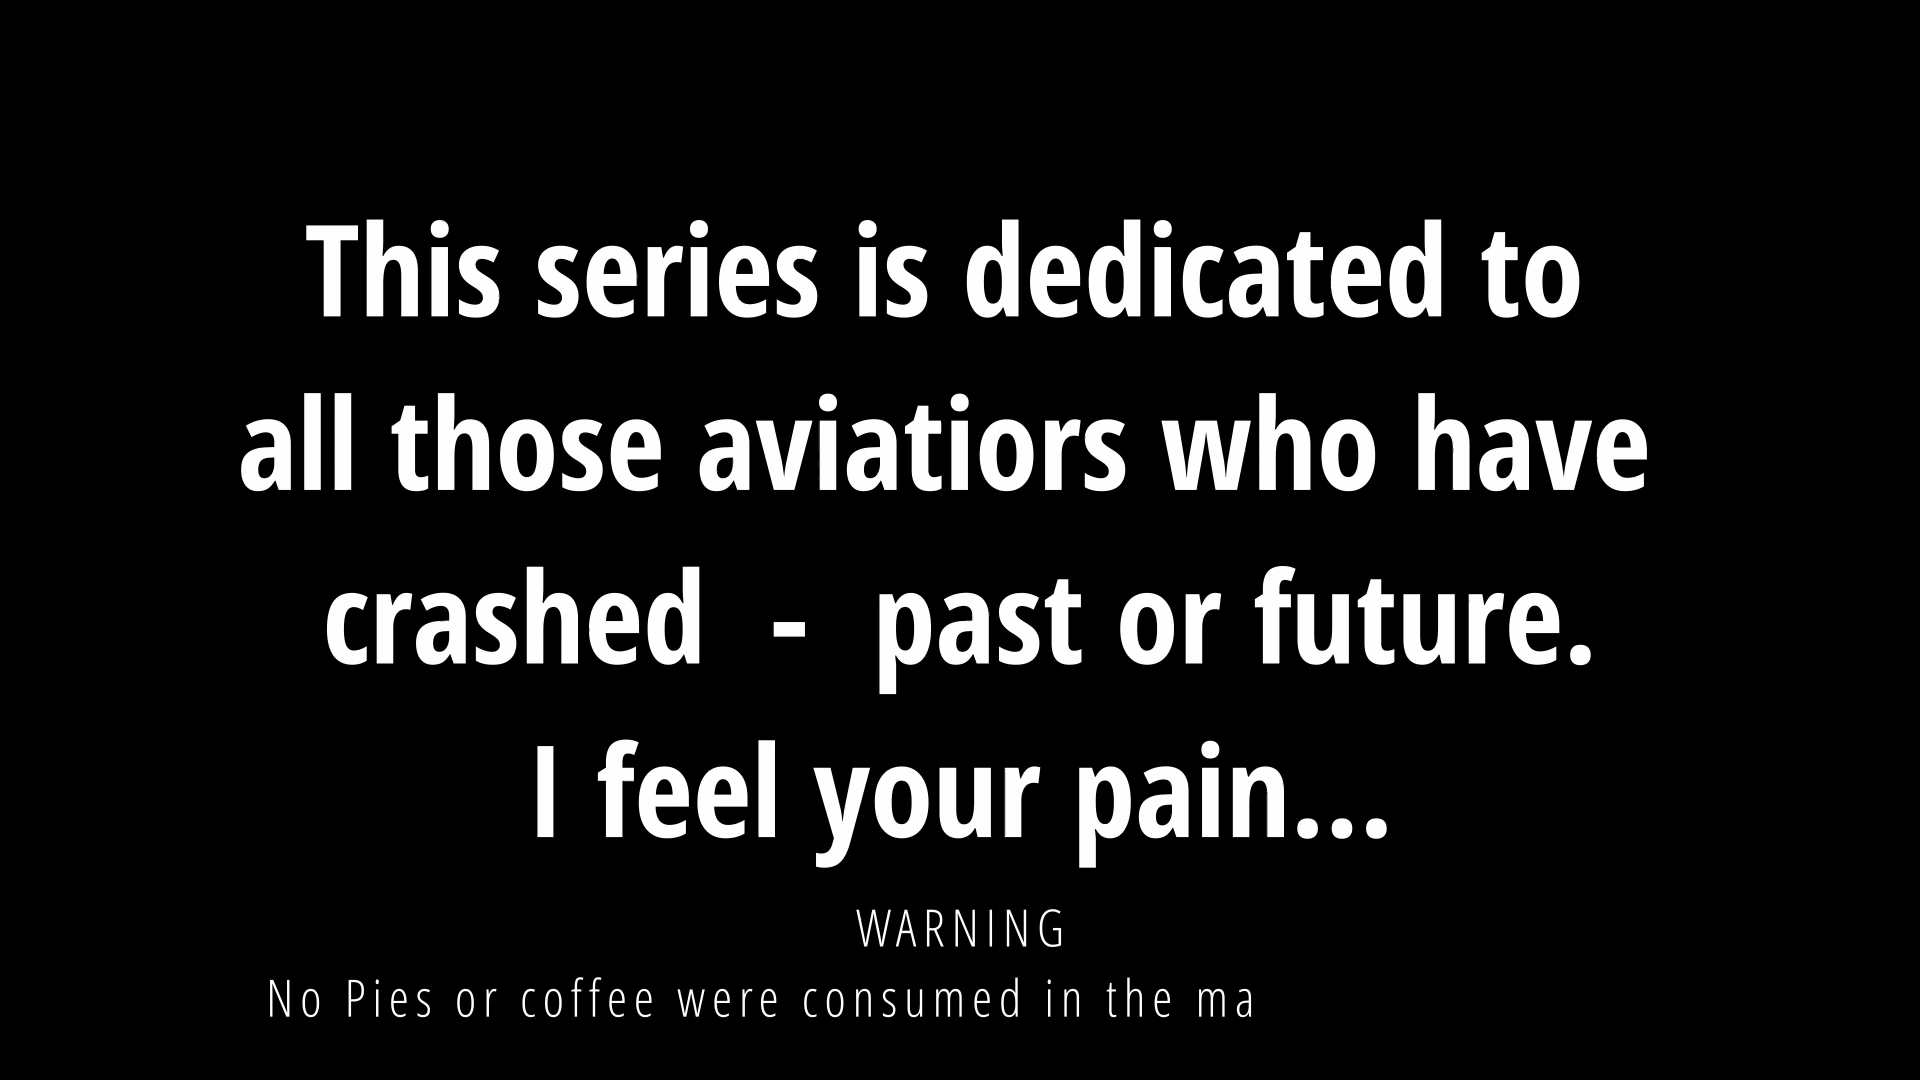 This series is dedicated to
all those aviatiors who have
crashed - past or future.
I feel your pain...
WARNING
No Pies or coffee were consumed in the ma